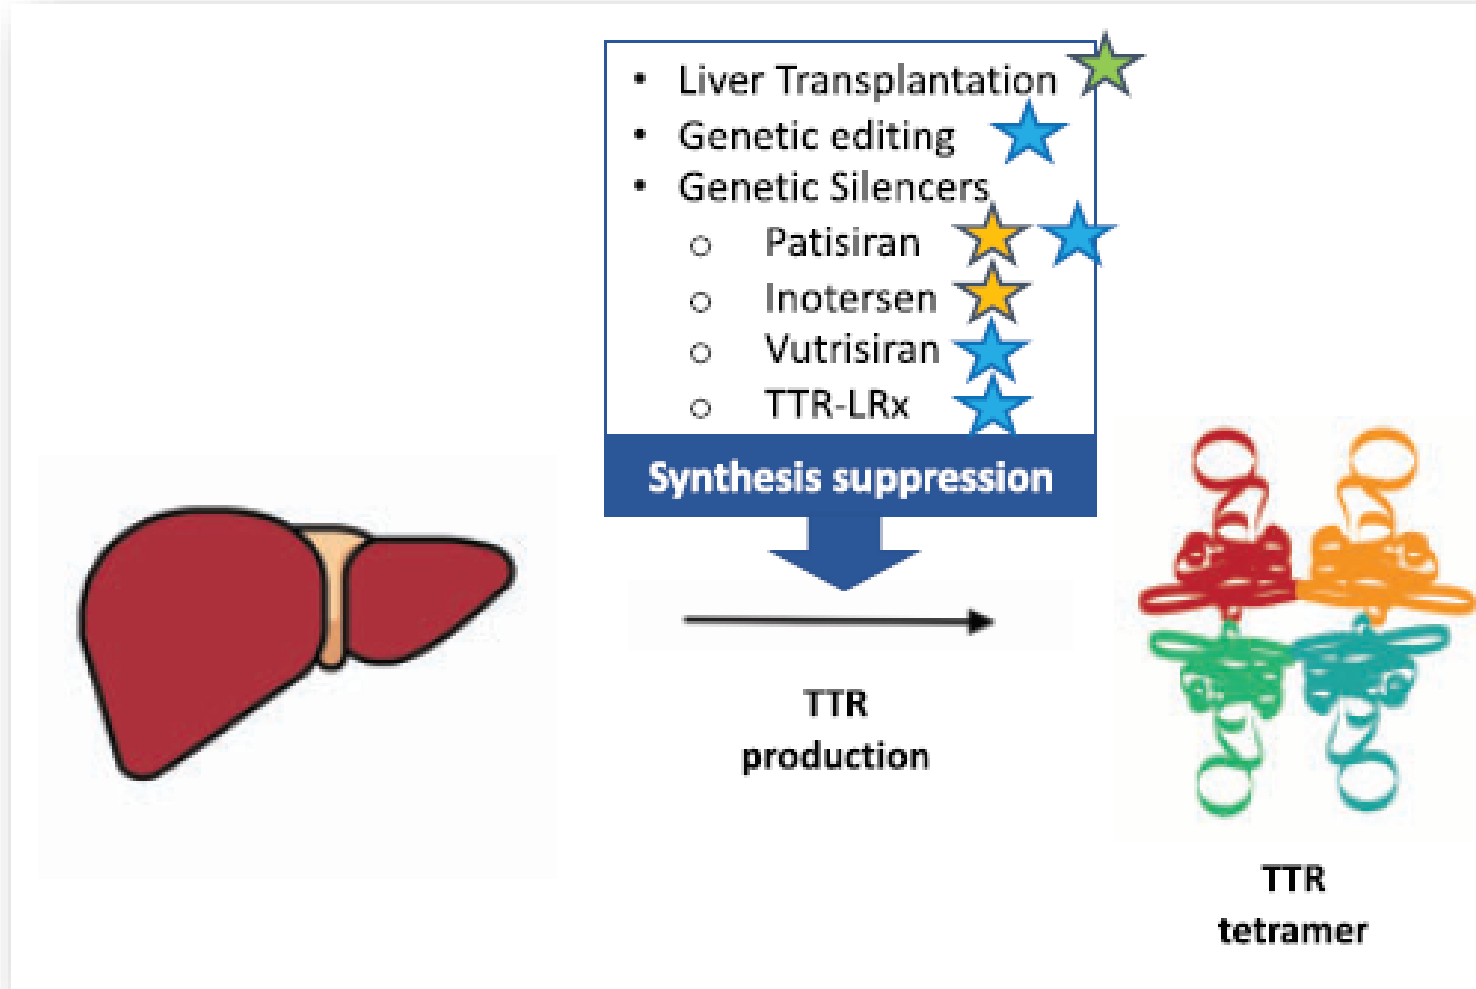 • Liver Transplantation
• Genetic editing
• Genetic Silencers
o Patisiran
o Inotersen
o Vutrisiran
o TTR-LRx
Synthesis suppression
TTR
production
TTR
tetramer